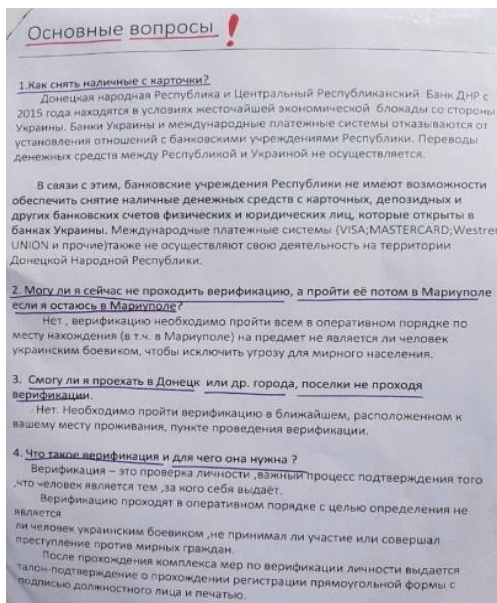 Основные вопросы !
1.Как снять наличные с карточки?
Донецкая народная Республика и Центральный Республиканский Банк ДНР с
2015 года находятся в условиях жесточайшей экономической блокады со стороны
Украины. Банки Украины и международные платежные системы отказываются от
установления отношений с банковскими учреждениями Республики. Переводы
денежных средств между Республикой и Украиной не осуществляется.
В связи с этим, банковские учреждения Республики не имеют возможности
обеспечить снятие наличные денежных средств с карточных, депозидных и
других банковских счетов физических и юридических лиц, которые открыты в
банках Украины. Международные платежные системы (VISA;MASTERCARD;Westren
UNION и прочие)также не осуществляют свою деятельность на территории
Донецкой Народной Республики.
2. Могу ли я сейчас не проходить верификацию, а пройти её потом в Мариуполе
если я остаюсь в Мариуполе?
Нет , верификацию необходимо пройти всем в оперативном порядке по
месту нахождения (в т.ч. в Мариуполе) на предмет не является ли человек
украинским боевиком, чтобы исключить угрозу для мирного населения.
3. Смогу ли я проехать в Донецк или др. города, поселки не проходя
верификации.
- Нет. Необходимо пройти верификацию в ближайшем, расположенном к
вашему месту проживания, пункте проведения верификации.
4. Что такое верификация и для чего она нужна ?
Верификация – это проверка личности ,важный процесс подтверждения того
,что человек является тем ,за кого себя выдаёт.
Верификацию проходят в оперативном порядке с целью определения не
является
ли человек украинским боевиком ,не принимал ли участие или совершал
преступление против мирных граждан.
После прохождения комплекса мер по верификации личности выдается
талон-подтверждение о прохождении регистрации прямоугольной формы с
подписью должностного лица и печатью.